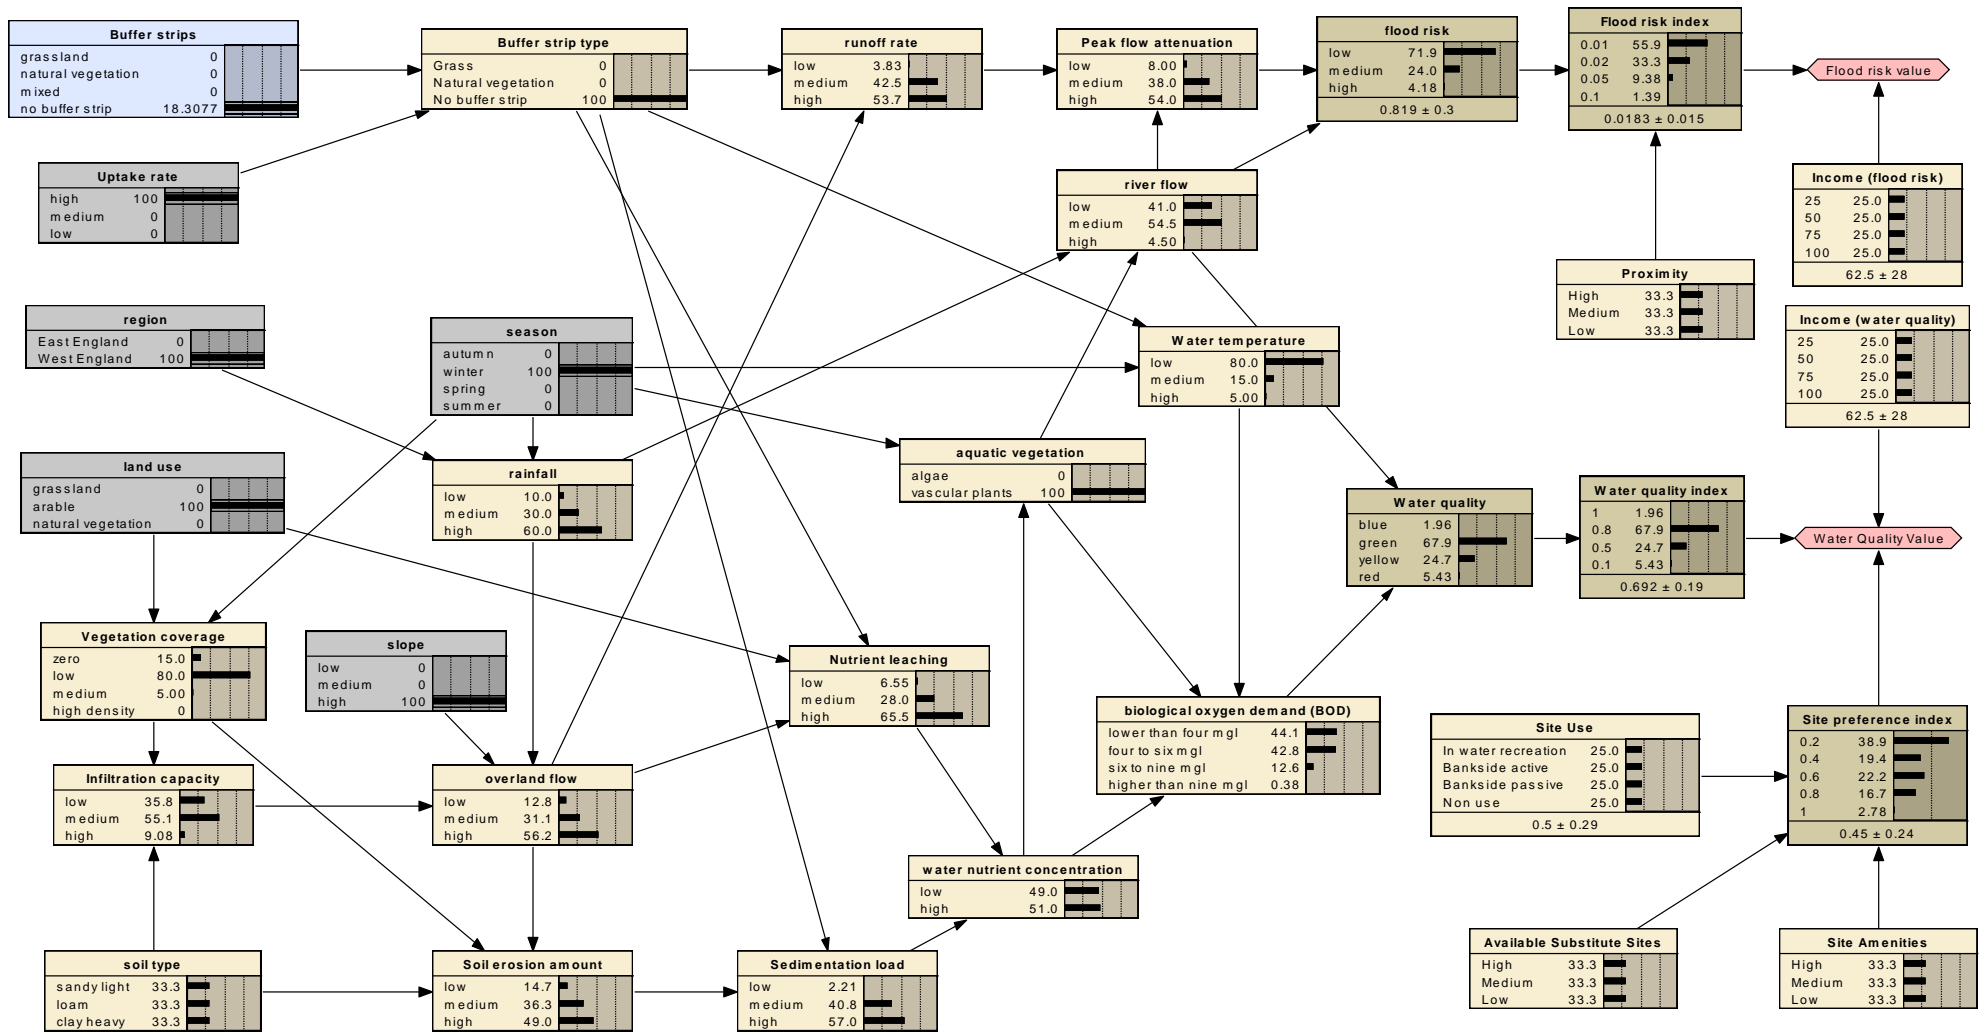 Buffer strips
grassland 0
natural vegetation 0
mixed 0
no buffer strip 18.3077
Buffer strip type
Grass 0
Natural vegetation 0
No buffer strip 100
runoff rate
low 3.83
medium 42.5
high 53.7
Peak flow attenuation
low 8.00
medium 38.0
high 54.0
flood risk
low 71.9
medium 24.0
high 4.18
0.819 ± 0.3
Flood risk index
0.01 55.9
0.02 33.3
0.05 9.38
0.1 1.39
0.0183 ± 0.015
Flood risk value
Uptake rate
high 100
medium 0
low 0
river flow
low 41.0
medium 54.5
high 4.50
Income (flood risk)
25 25.0
50 25.0
75 25.0
100 25.0
62.5 ± 28
Proximity
High 33.3
Medium 33.3
Low 33.3
region
East England 0
West England 100
season
autumn 0
winter 100
spring 0
summer 0
Water temperature
low 80.0
medium 15.0
high 5.00
Income (water quality)
25 25.0
50 25.0
75 25.0
100 25.0
62.5 ± 28
land use
grassland 0
arable 100
natural vegetation 0
rainfall
low 10.0
medium 30.0
high 60.0
aquatic vegetation
algae 0
vascular plants 100
Water quality
blue 1.96
green 67.9
yellow 24.7
red 5.43
Water quality index
1 1.96
0.8 67.9
0.5 24.7
0.1 5.43
0.692 ± 0.19
Water Quality Value
Vegetation coverage
zero 15.0
low 80.0
medium 5.00
high density 0
slope
low 0
medium 0
high 100
Nutrient leaching
low 6.55
medium 28.0
high 65.5
biological oxygen demand (BOD)
lower than four mgl 44.1
four to six mgl 42.8
six to nine mgl 12.6
higher than nine mgl 0.38
Site Use
In water recreation 25.0
Bankside active 25.0
Bankside passive 25.0
Non use 25.0
0.5 ± 0.29
Site preference index
0.2 38.9
0.4 19.4
0.6 22.2
0.8 16.7
1 2.78
0.45 ± 0.24
Infiltration capacity
low 35.8
medium 55.1
high 9.08
overland flow
low 12.8
medium 31.1
high 56.2
water nutrient concentration
low 49.0
high 51.0
soil type
sandy light 33.3
loam 33.3
clay heavy 33.3
Soil erosion amount
low 14.7
medium 36.3
high 49.0
Sedimentation load
low 2.21
medium 40.8
high 57.0
Available Substitute Sites
High 33.3
Medium 33.3
Low 33.3
Site Amenities
High 33.3
Medium 33.3
Low 33.3